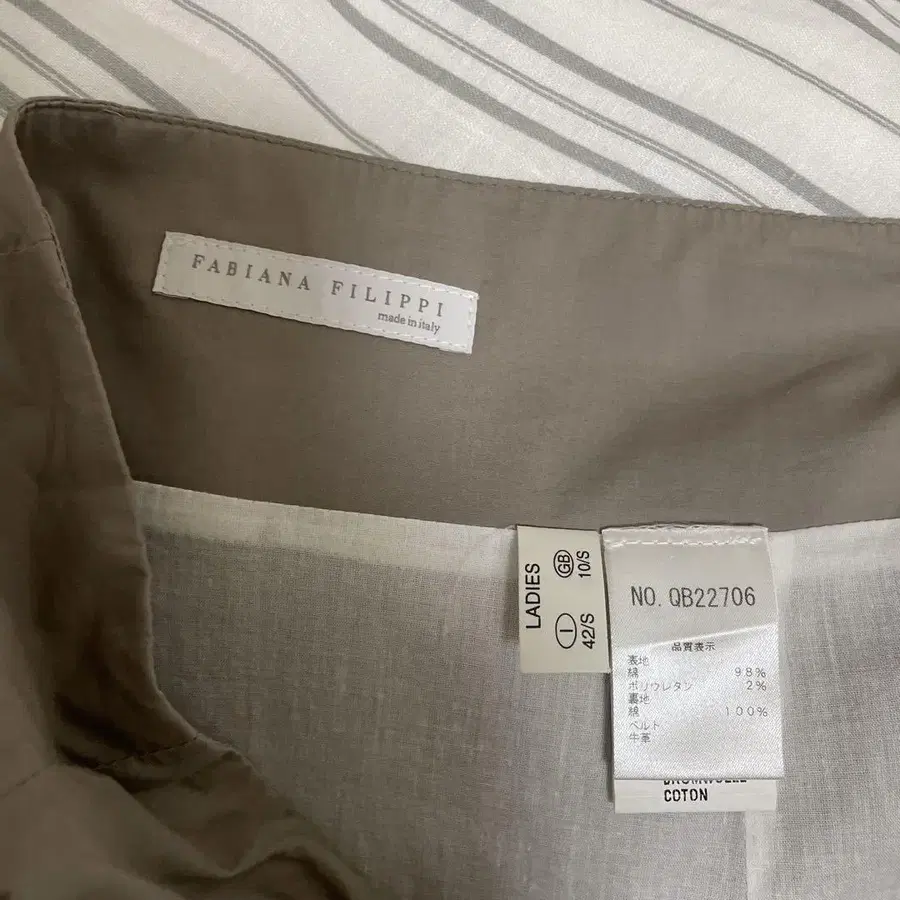 FABIANA FILIPPI
made in italy
LADIES
GB 10/S
I 42/S
NO. QB22706
品質表示
表地
綿 98%
ポリウレタン 2%
裏地
綿 100%
ベルト
牛革
COTON